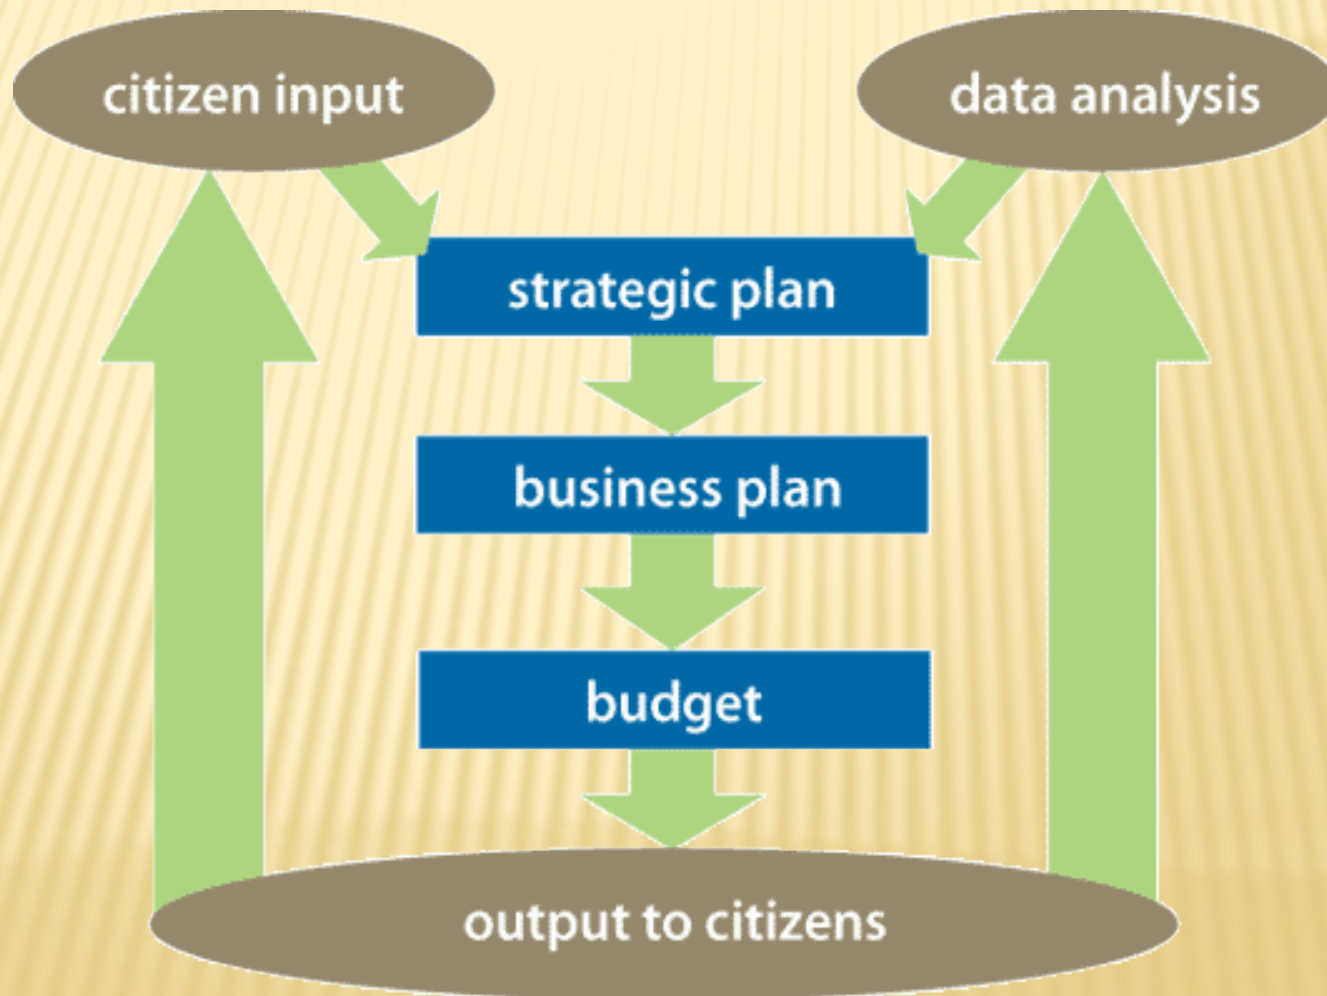 citizen input
data analysis
strategic plan
business plan
budget
output to citizens